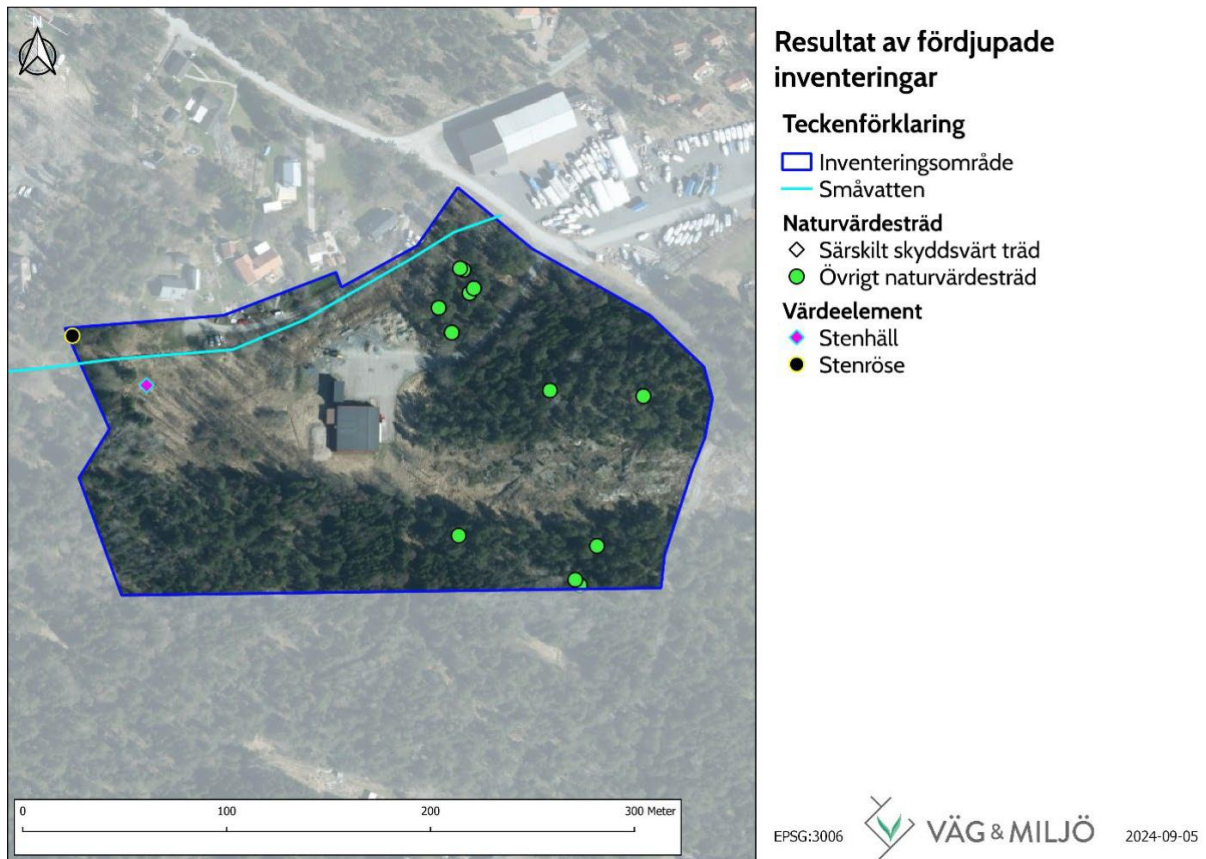 N
Resultat av fördjupade
inventeringar
Teckenförklaring
Inventeringsområde
Småvatten
Naturvärdesträd
Särskilt skyddsvärt träd
Övrigt naturvärdesträd
Värdeelement
Stenhäll
Stenröse
0 100 200 300 Meter
EPSG:3006
VÄG & MILJÖ
2024-09-05